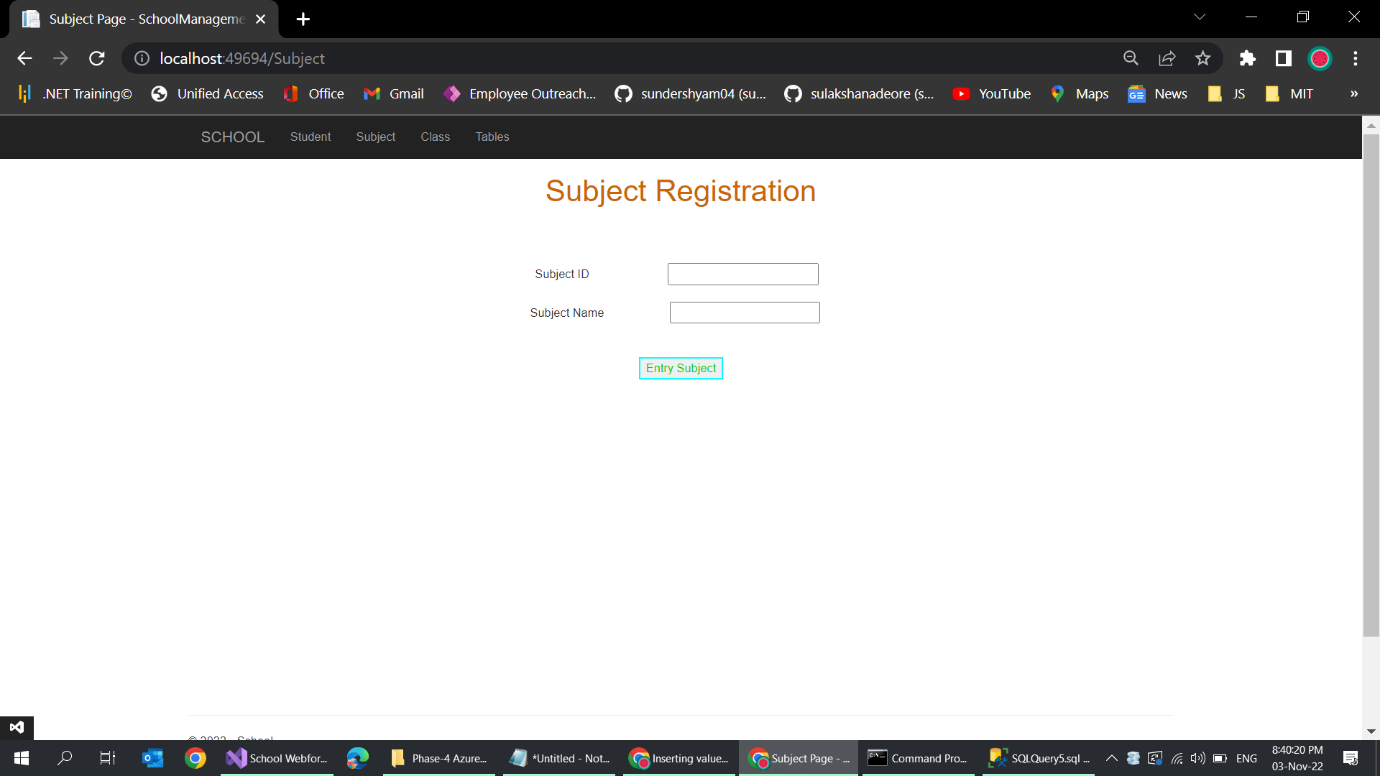 Subject Page - SchoolManageme
localhost:49694/Subject
.NET Training© Unified Access Office Gmail Employee Outreach... sundershyam04 (su... sulakshanadeore (s... YouTube Maps News JS MIT »
SCHOOL Student Subject Class Tables
Subject Registration
Subject ID
Subject Name
Entry Subject
© 2022 - School
School Webfor... Phase-4 Azure... *Untitled - Not... Inserting value... Subject Page - ... Command Pro... SQLQuery5.sql ... ENG
8:40:20 PM
03-Nov-22